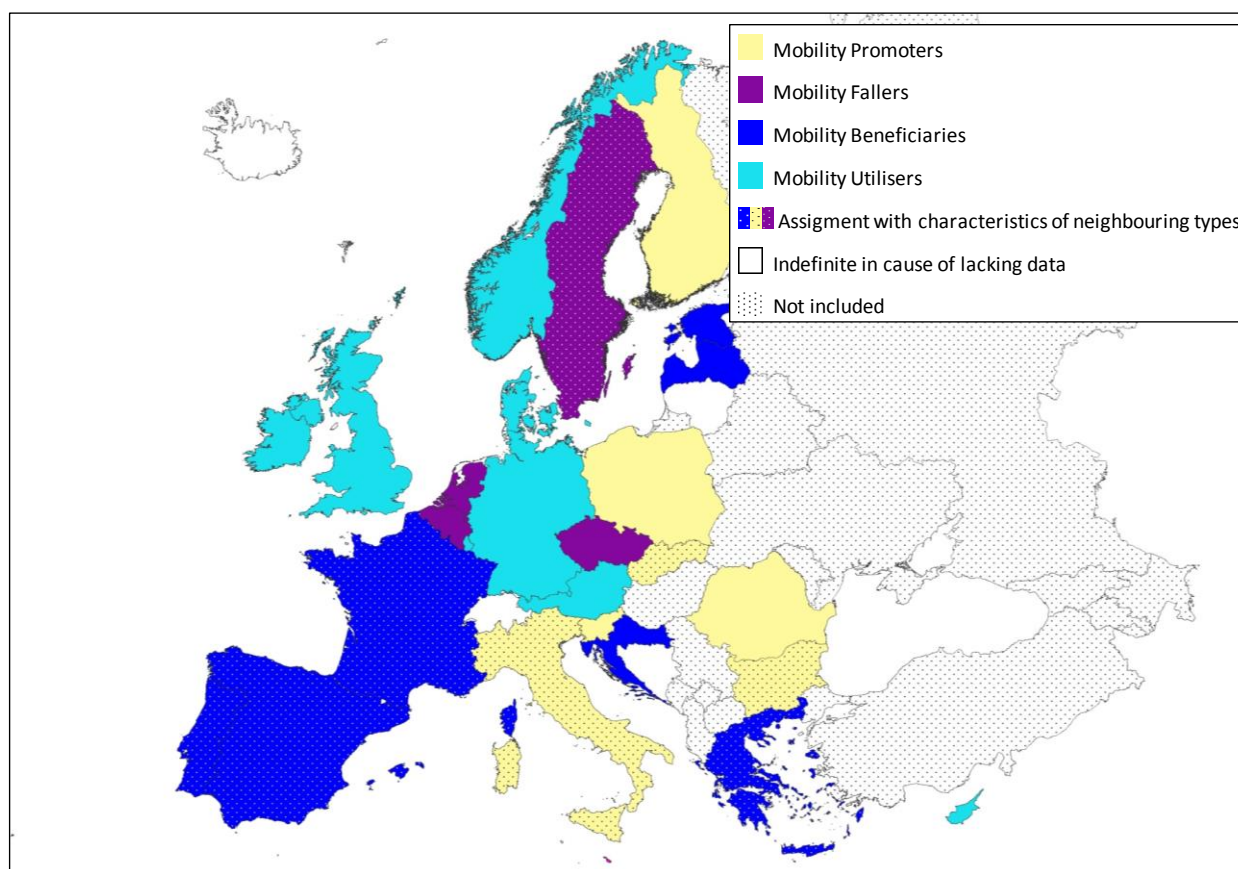 Mobility Promoters
Mobility Fallers
Mobility Beneficiaries
Mobility Utilisers
Assigment with characteristics of neighbouring types
Indefinite in cause of lacking data
Not included